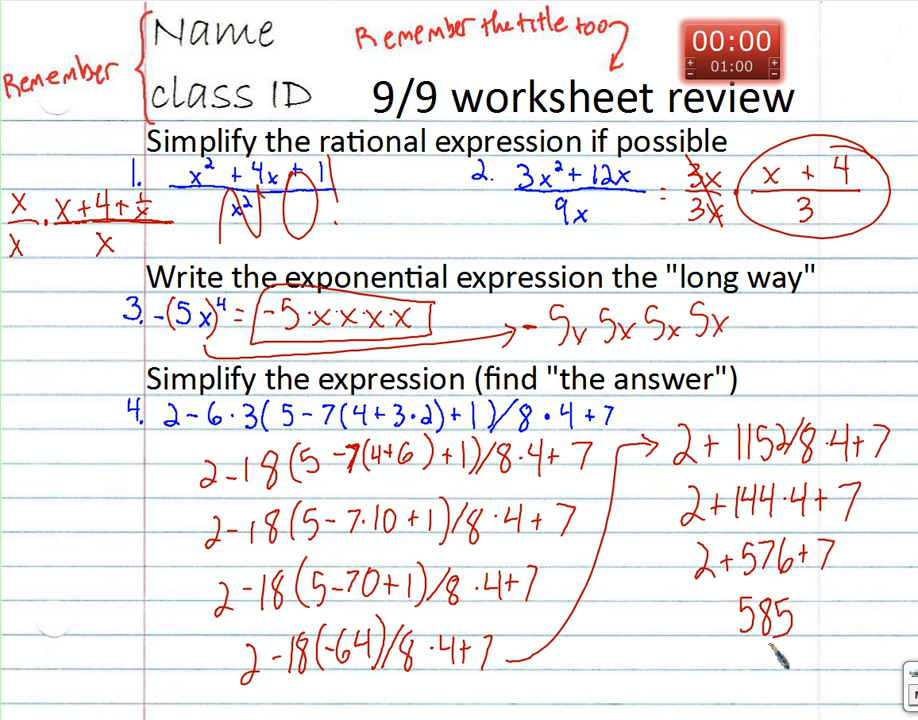 Name
Remember the title too
Remember
class ID
9/9 worksheet review
00:00
01:00
Simplify the rational expression if possible
1. x² + 4x + 1 / x²
x/x · x + 4 + 1/x / x
NO!
2. 3x² + 12x / 9x = 3x/3x · x + 4 / 3
Write the exponential expression the "long way"
3. -(5x)⁴ = -5·x·x·x·x
- 5x 5x 5x 5x
Simplify the expression (find "the answer")
4. 2 - 6 · 3(5 - 7(4 + 3 · 2) + 1)/8 · 4 + 7
2 - 18(5 - 7(4+6) + 1)/8 · 4 + 7
2 - 18(5 - 7·10 + 1)/8 · 4 + 7
2 - 18(5 - 70 + 1)/8 · 4 + 7
2 - 18(-64)/8 · 4 + 7
2 + 1152/8 · 4 + 7
2 + 144 · 4 + 7
2 + 576 + 7
585